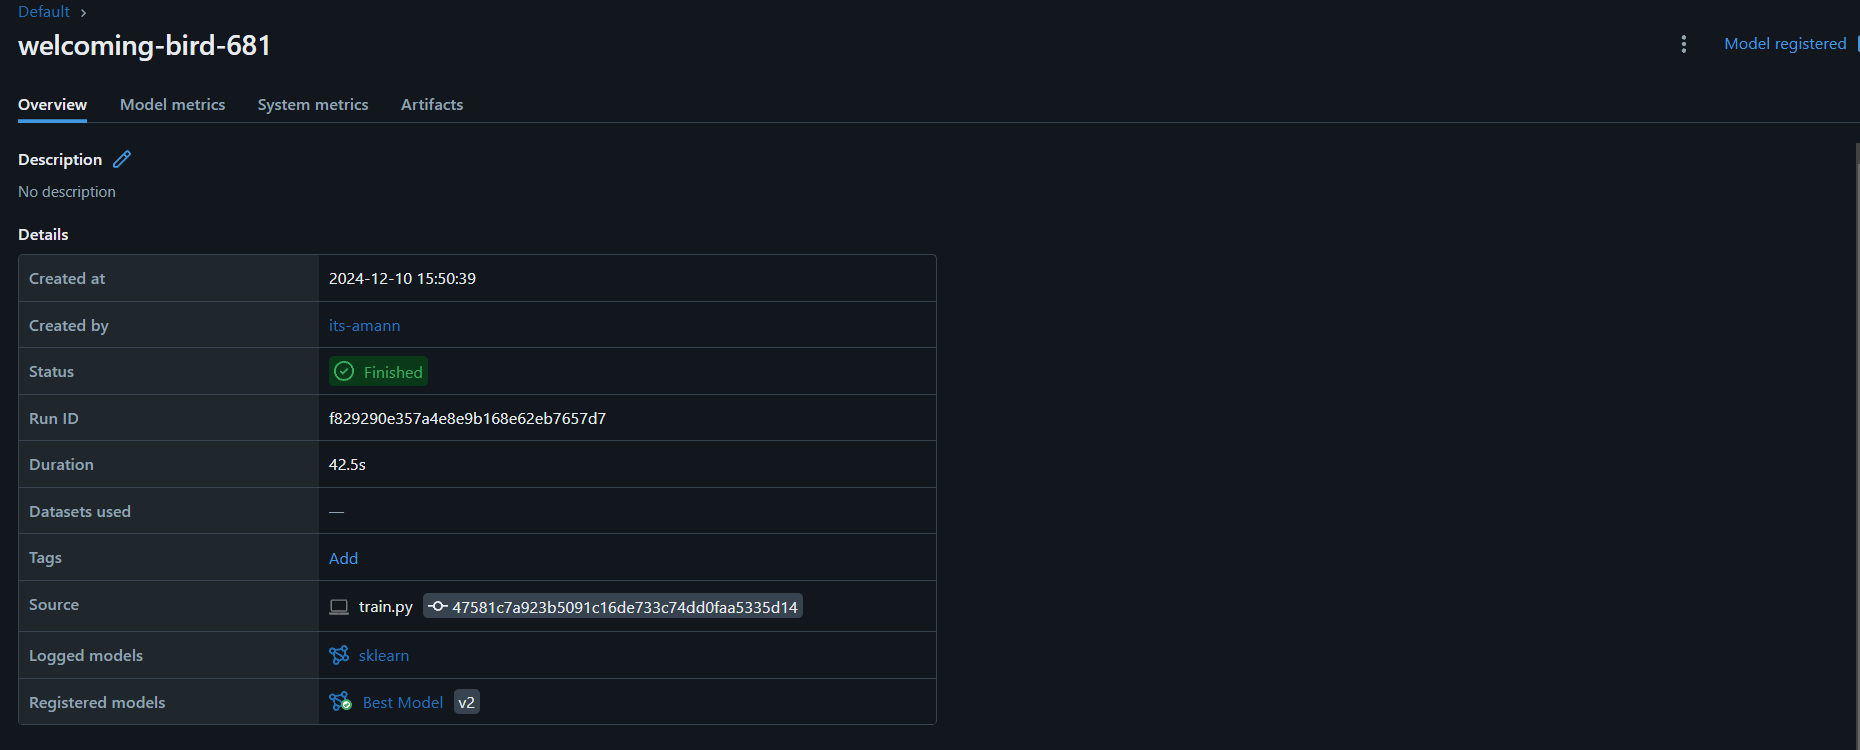 Default
welcoming-bird-681
Model registered
Overview Model metrics System metrics Artifacts
Description
No description
Details
Created at 2024-12-10 15:50:39
Created by its-amann
Status Finished
Run ID f829290e357a4e8e9b168e62eb7657d7
Duration 42.5s
Datasets used —
Tags Add
Source train.py 47581c7a923b5091c16de733c74dd0faa5335d14
Logged models sklearn
Registered models Best Model v2